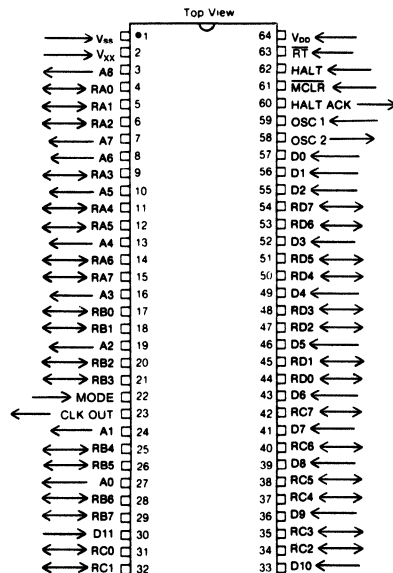 Top View
Vss 1 64 VDD
VXX 2 63 RT
A8 3 62 HALT
RA0 4 61 MCLR
RA1 5 60 HALT ACK
RA2 6 59 OSC 1
A7 7 58 OSC 2
A6 8 57 D0
RA3 9 56 D1
A5 10 55 D2
RA4 11 54 RD7
RA5 12 53 RD6
A4 13 52 D3
RA6 14 51 RD5
RA7 15 50 RD4
A3 16 49 D4
RB0 17 48 RD3
RB1 18 47 RD2
A2 19 46 D5
RB2 20 45 RD1
RB3 21 44 RD0
MODE 22 43 D6
CLK OUT 23 42 RC7
A1 24 41 D7
RB4 25 40 RC6
RB5 26 39 D8
A0 27 38 RC5
RB6 28 37 RC4
RB7 29 36 D9
D11 30 35 RC3
RC0 31 34 RC2
RC1 32 33 D10